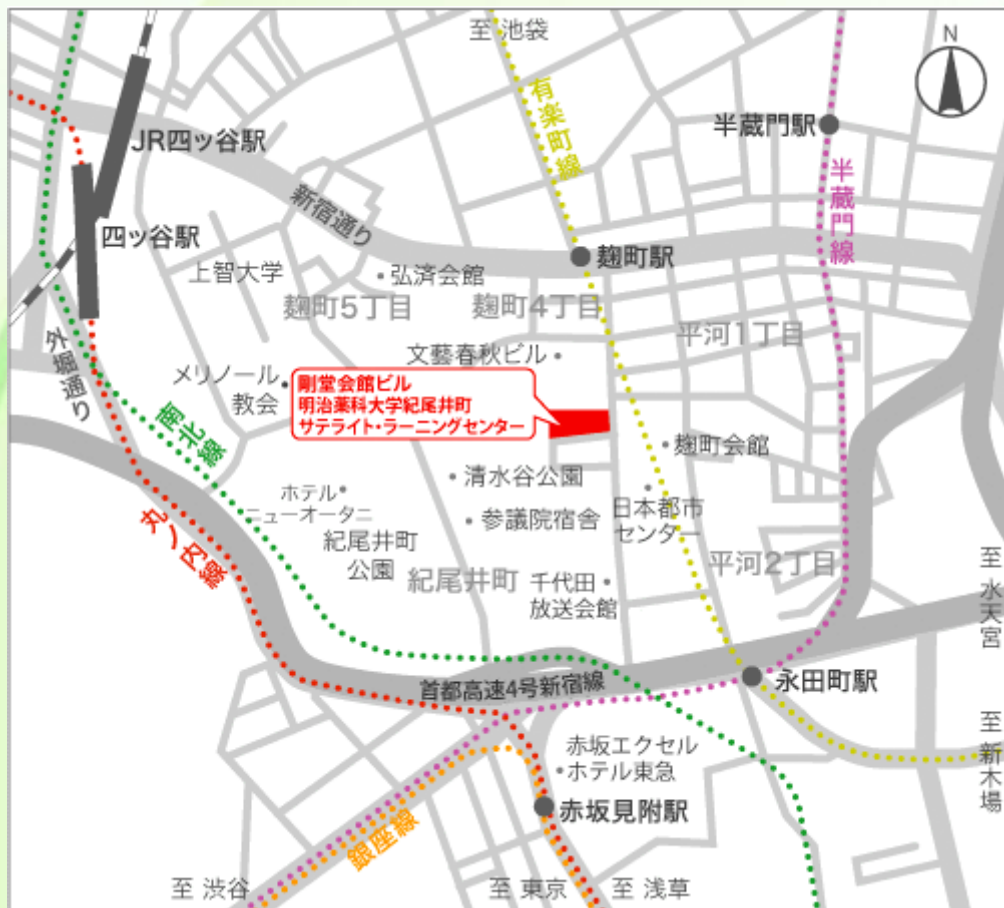 至 池袋
N
有楽町線
半蔵門駅
JR四ッ谷駅
半蔵門線
新宿通り
四ッ谷駅
麹町駅
上智大学
弘済会館
麹町5丁目
麹町4丁目
平河1丁目
外堀通り
文藝春秋ビル
メリノール
教会
剛堂会館ビル
明治薬科大学紀尾井町
サテライト・ラーニングセンター
南北線
麹町会館
清水谷公園
ホテル
ニューオータニ
参議院宿舎
日本都市
センター
丸ノ内線
紀尾井町
公園
紀尾井町
千代田
放送会館
平河2丁目
至 水天宮
首都高速4号新宿線
永田町駅
至 新木場
赤坂エクセル
ホテル東急
赤坂見附駅
銀座線
至 渋谷
至 東京
至 浅草